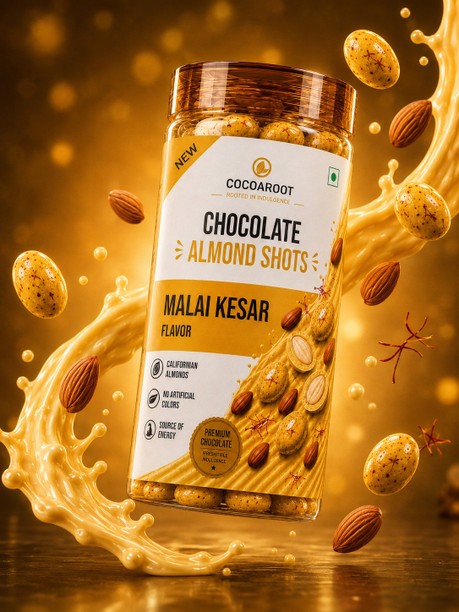 NEW
COCOAROOT
ROOTED IN INDULGENCE
CHOCOLATE
ALMOND SHOTS
MALAI KESAR
FLAVOR
CALIFORNIAN
ALMONDS
NO ARTIFICIAL
COLORS
SOURCE OF
ENERGY
PREMIUM
CHOCOLATE
IRRESISTIBLE